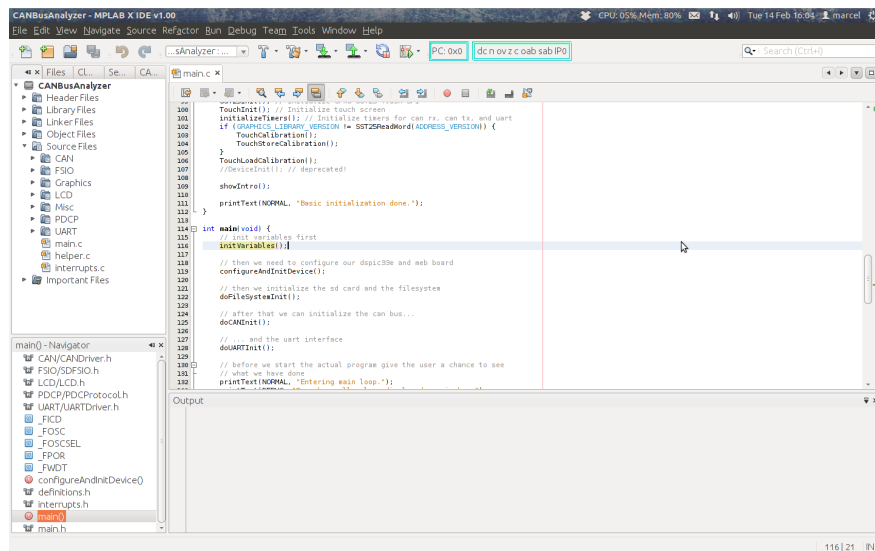 CANBusAnalyzer - MPLAB X IDE v1.00
CPU: 05% Mem: 80% Tue 14 Feb 16:04 marcel
File Edit View Navigate Source Refactor Run Debug Team Tools Window Help
...sAnalyzer : ... PC: 0x0 dc n ov z c oab sab IP0 Search (Ctrl+I)
Files Cl... Se... CA...
CANBusAnalyzer
Header Files
Library Files
Linker Files
Object Files
Source Files
CAN
FSIO
Graphics
LCD
Misc
PDCP
UART
main.c
helper.c
interrupts.c
Important Files
main() - Navigator
CAN/CANDriver.h
FSIO/SDFSIO.h
LCD/LCD.h
PDCP/PDCProtocol.h
UART/UARTDriver.h
_FICD
_FOSC
_FOSCSEL
_FPOR
_FWDT
configureAndInitDevice()
definitions.h
interrupts.h
main()
main.h
main.c
100 TouchInit(); // Initialize touch screen
101 initializeTimers(); // Initialize timers for can rx, can tx, and uart
102 if (GRAPHICS_LIBRARY_VERSION != SST25ReadWord(ADDRESS_VERSION)) {
103 TouchCalibration();
104 TouchStoreCalibration();
105 }
106 TouchLoadCalibration();
107 //DeviceInit(); // deprecated!
108
109 showIntro();
110
111 printText(NORMAL, "Basic initialization done.");
112 }
113
114 int main(void) {
115 // init variables first
116 initVariables();
117
118 // then we need to configure our dspic33e and meb board
119 configureAndInitDevice();
120
121 // then we initialize the sd card and the filesystem
122 doFileSystemInit();
123
124 // after that we can initialize the can bus...
125 doCANInit();
126
127 // ... and the uart interface
128 doUARTInit();
129
130 // before we start the actual program give the user a chance to see
131 // what we have done
132 printText(NORMAL, "Entering main loop.");
Output
116 | 21 IN